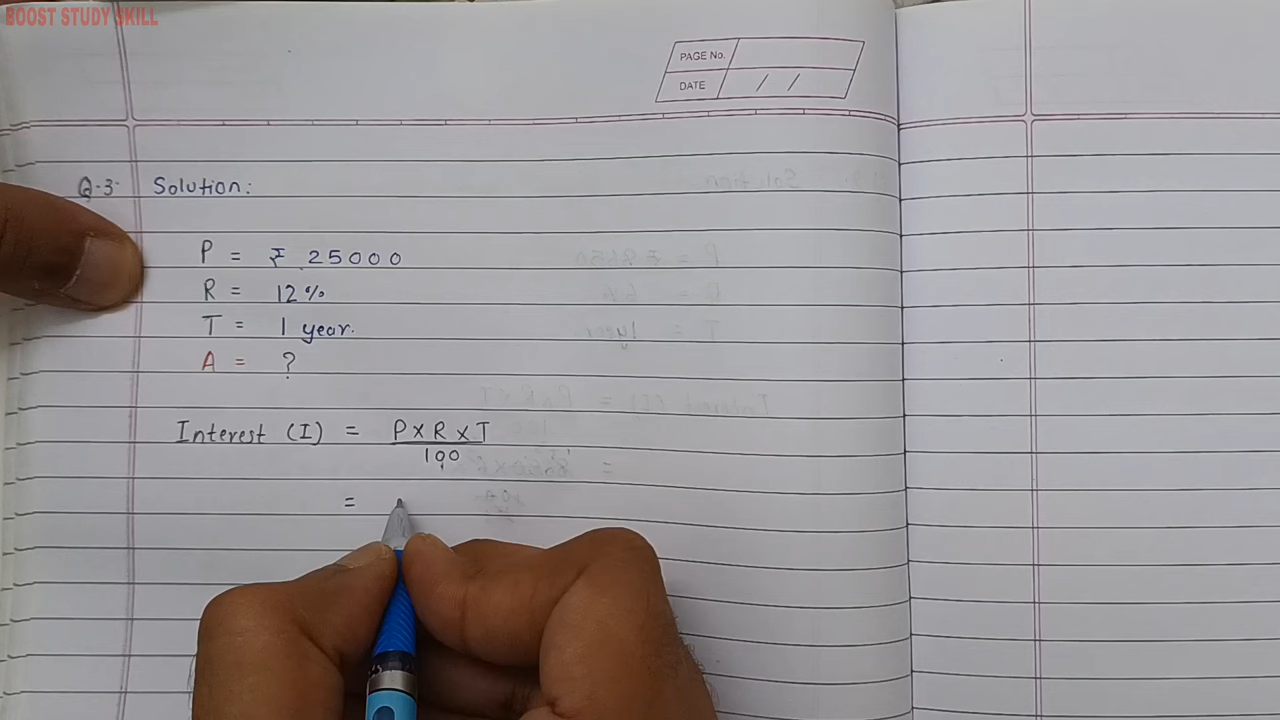 BOOST STUDY SKILL
PAGE No.
DATE / /
Q-3- Solution:
P = ₹ 25000
R = 12%
T = 1 year.
A = ?
Interest (I) = P × R × T
100
=